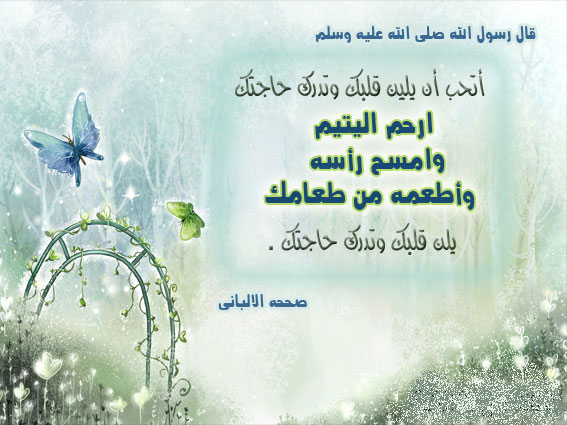 قال رسول الله صلى الله عليه وسلم
أتحب أن يلين قلبك وتدرك حاجتك
ارحم اليتيم
وامسح رأسه
وأطعمه من طعامك
يلن قلبك وتدرك حاجتك .
صححه الالبانى